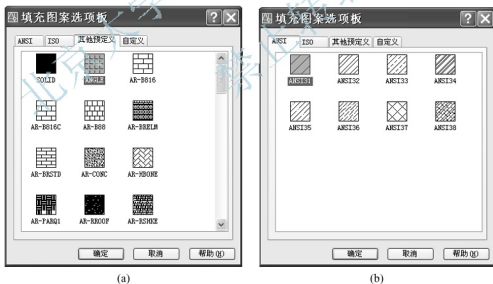 填充图案选项板
ANSI ISO 其他预定义 自定义
SOLID ANGLE AR-B816
AR-B816C AR-B88 AR-BRELM
AR-BRSTD AR-CONC AR-HBONE
AR-PARQ1 AR-RROOF AR-RSHKE
确定 取消 帮助(H)
(a)
填充图案选项板
ANSI ISO 其他预定义 自定义
ANSI31 ANSI32 ANSI33 ANSI34
ANSI35 ANSI36 ANSI37 ANSI38
确定 取消 帮助(H)
(b)